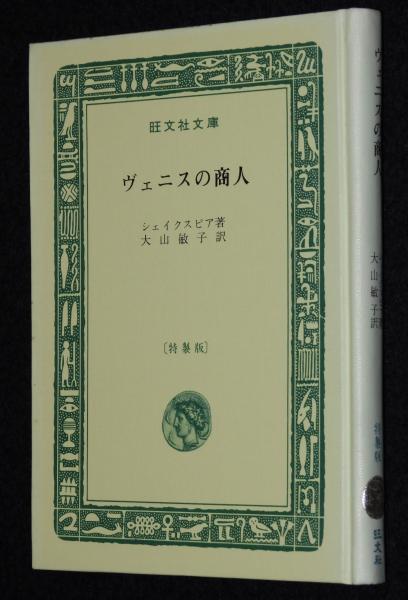 旺文社文庫
ヴェニスの商人
シェイクスピア著
大山敏子訳
［特製版］
ヴェニスの商人
大山敏子訳
特製版
旺文社